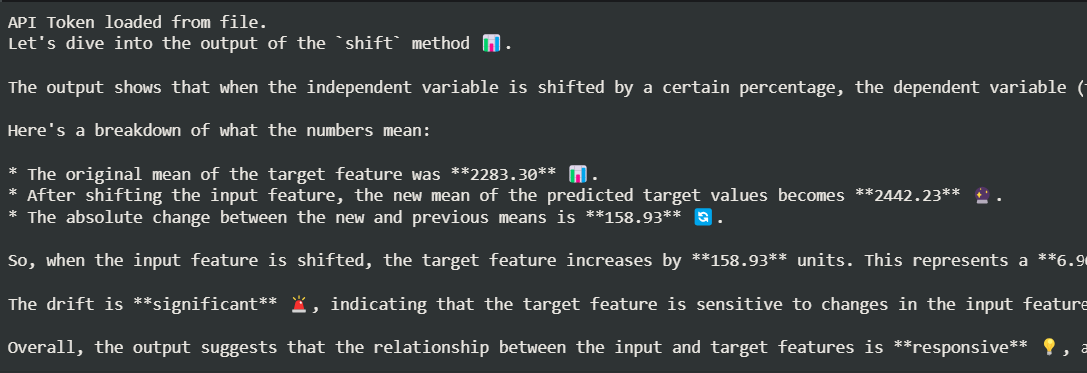 API Token loaded from file.
Let's dive into the output of the `shift` method 📊.
The output shows that when the independent variable is shifted by a certain percentage, the dependent variable (
Here's a breakdown of what the numbers mean:
* The original mean of the target feature was **2283.30** 📊.
* After shifting the input feature, the new mean of the predicted target values becomes **2442.23** 🔮.
* The absolute change between the new and previous means is **158.93** 🔄.
So, when the input feature is shifted, the target feature increases by **158.93** units. This represents a **6.9
The drift is **significant** 🚨, indicating that the target feature is sensitive to changes in the input feature
Overall, the output suggests that the relationship between the input and target features is **responsive** 💡,